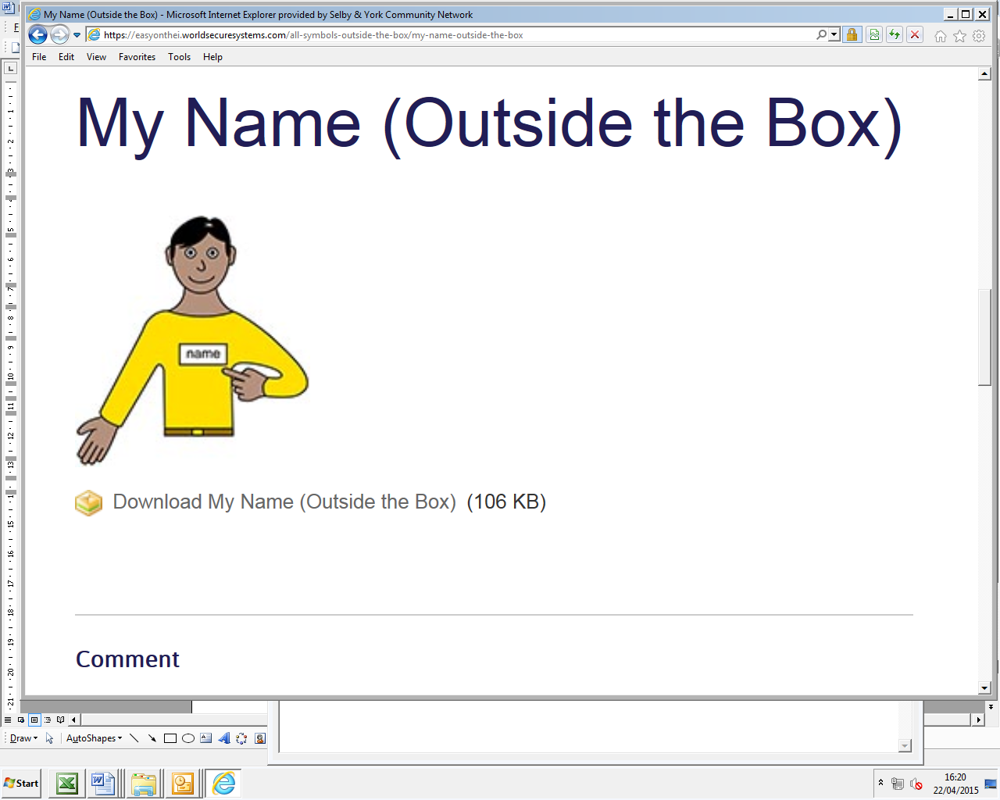 My Name (Outside the Box) - Microsoft Internet Explorer provided by Selby & York Community Network
https://easyonthei.worldsecuresystems.com/all-symbols-outside-the-box/my-name-outside-the-box
File Edit View Favorites Tools Help
My Name (Outside the Box)
name
Download My Name (Outside the Box) (106 KB)
Comment
Draw AutoShapes
Start
16:20
22/04/2015